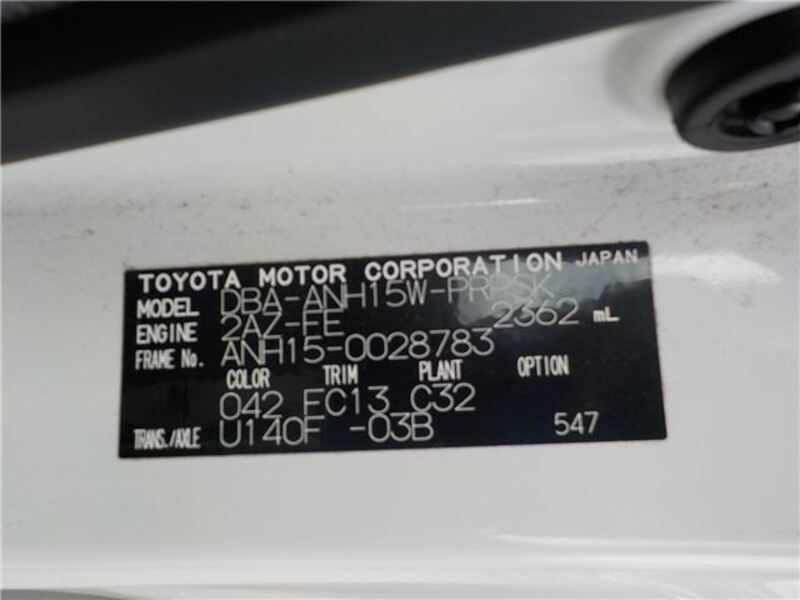 TOYOTA MOTOR CORPORATION JAPAN
MODEL DBA-ANH15W-PRPSK
ENGINE 2AZ-FE 2362 mL
FRAME No. ANH15-0028783
COLOR TRIM PLANT OPTION
042 FC13 C32
TRANS./AXLE U140F -03B 547